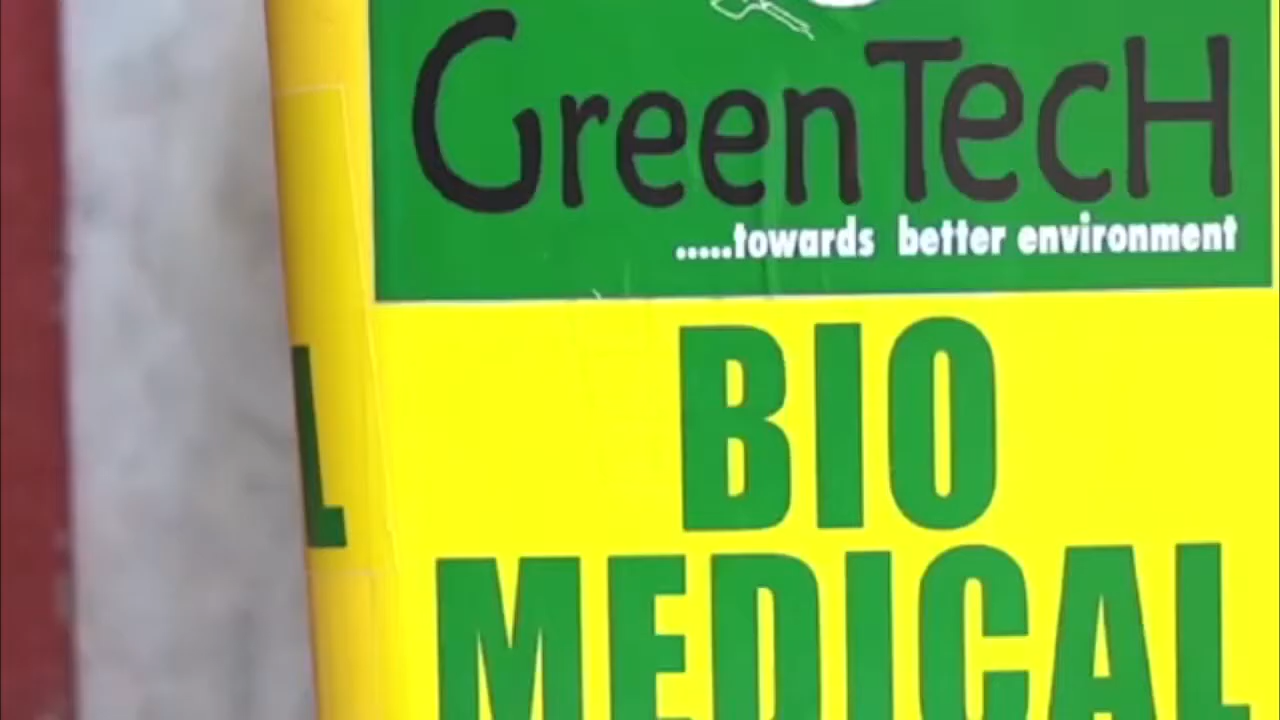 GreenTecH
.....towards better environment
BIO
MEDICAL
L